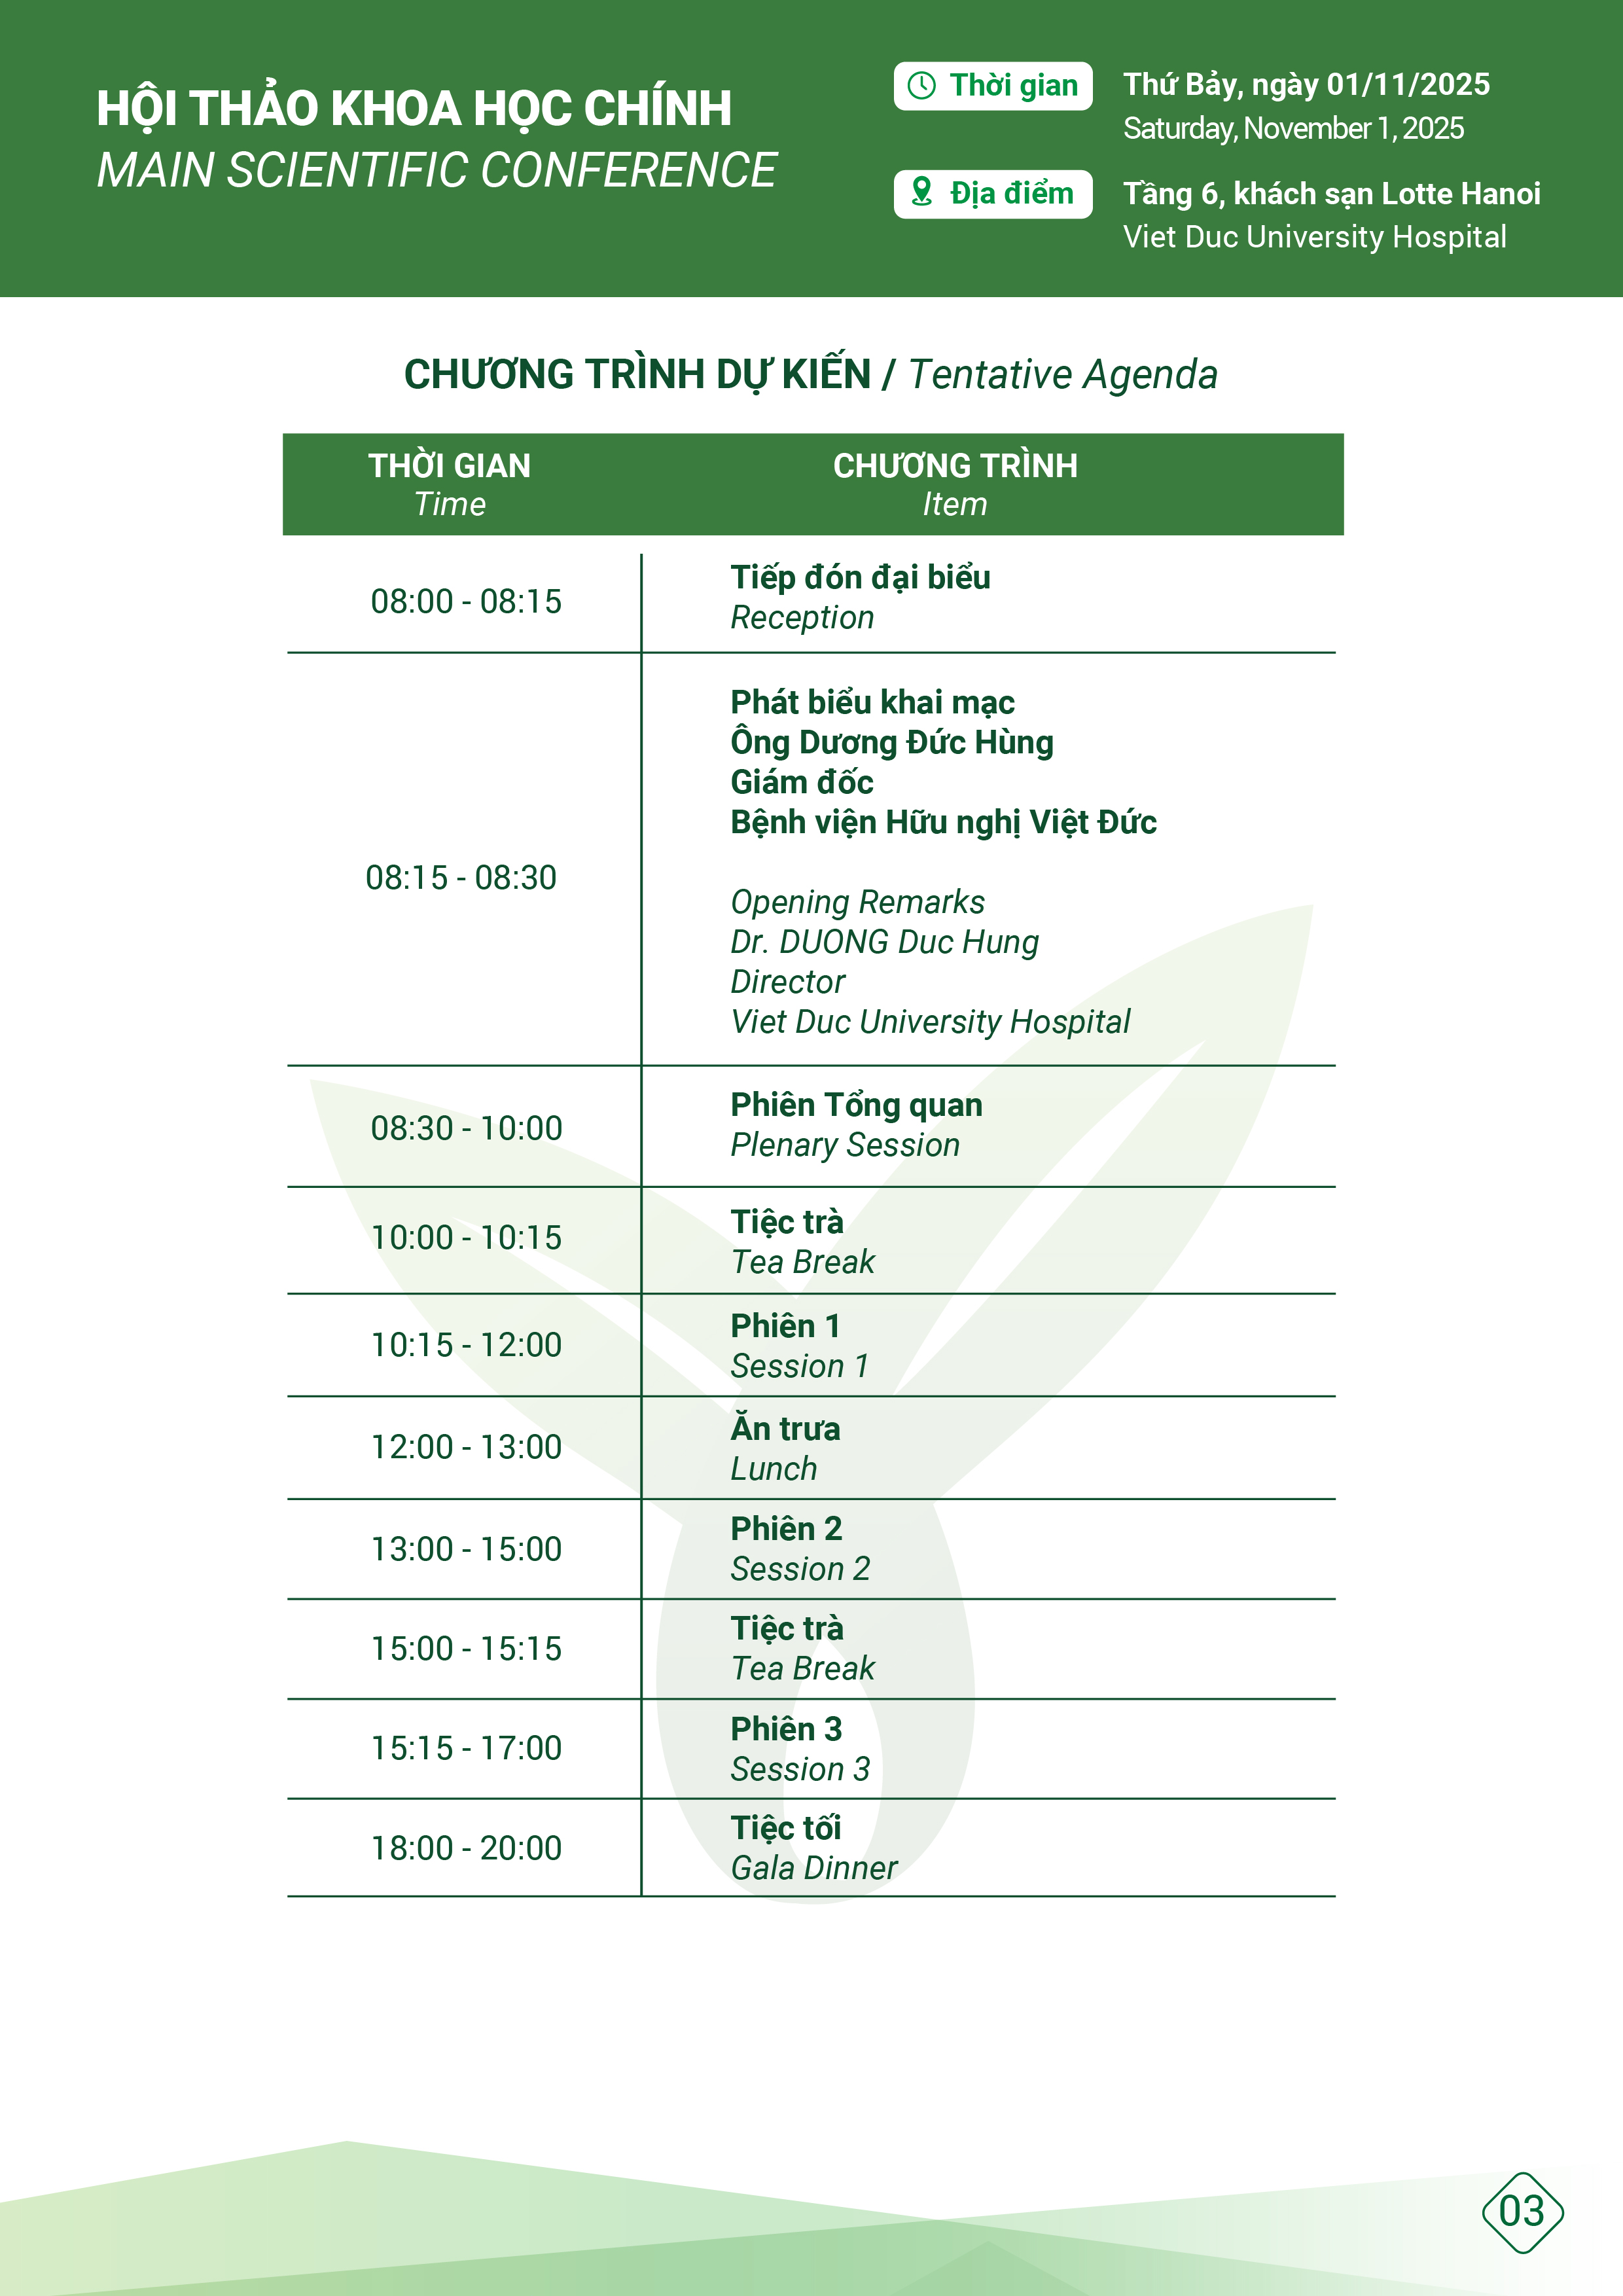 HỘI THẢO KHOA HỌC CHÍNH
MAIN SCIENTIFIC CONFERENCE
Thời gian
Thứ Bảy, ngày 01/11/2025
Saturday, November 1, 2025
Địa điểm
Tầng 6, khách sạn Lotte Hanoi
Viet Duc University Hospital
CHƯƠNG TRÌNH DỰ KIẾN / Tentative Agenda
THỜI GIAN
Time
CHƯƠNG TRÌNH
Item
08:00 - 08:15
Tiếp đón đại biểu
Reception
08:15 - 08:30
Phát biểu khai mạc
Ông Dương Đức Hùng
Giám đốc
Bệnh viện Hữu nghị Việt Đức
Opening Remarks
Dr. DUONG Duc Hung
Director
Viet Duc University Hospital
08:30 - 10:00
Phiên Tổng quan
Plenary Session
10:00 - 10:15
Tiệc trà
Tea Break
10:15 - 12:00
Phiên 1
Session 1
12:00 - 13:00
Ăn trưa
Lunch
13:00 - 15:00
Phiên 2
Session 2
15:00 - 15:15
Tiệc trà
Tea Break
15:15 - 17:00
Phiên 3
Session 3
18:00 - 20:00
Tiệc tối
Gala Dinner
03